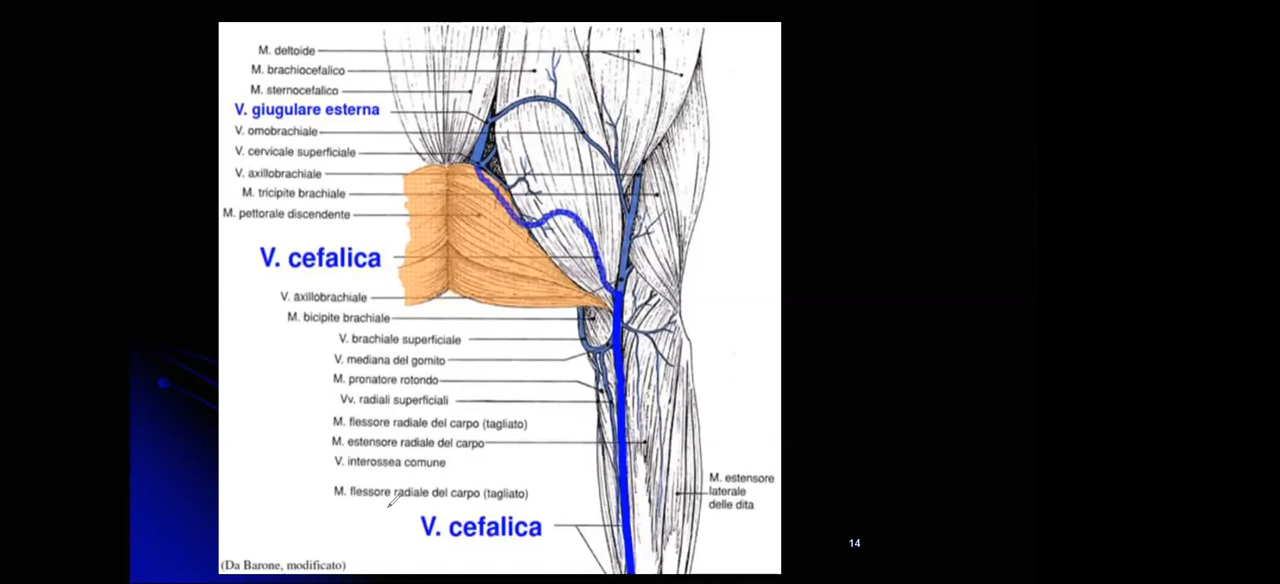 M. deltoide
M. brachiocefalico
M. sternocefalico
V. giugulare esterna
V. omobrachiale
V. cervicale superficiale
V. axillobrachiale
M. tricipite brachiale
M. pettorale discendente
V. cefalica
V. axillobrachiale
M. bicipite brachiale
V. brachiale superficiale
V. mediana del gomito
M. pronatore rotondo
Vv. radiali superficiali
M. flessore radiale del carpo (tagliato)
M. estensore radiale del carpo
V. interossea comune
M. flessore radiale del carpo (tagliato)
M. estensore
laterale
delle dita
V. cefalica
14
(Da Barone, modificato)